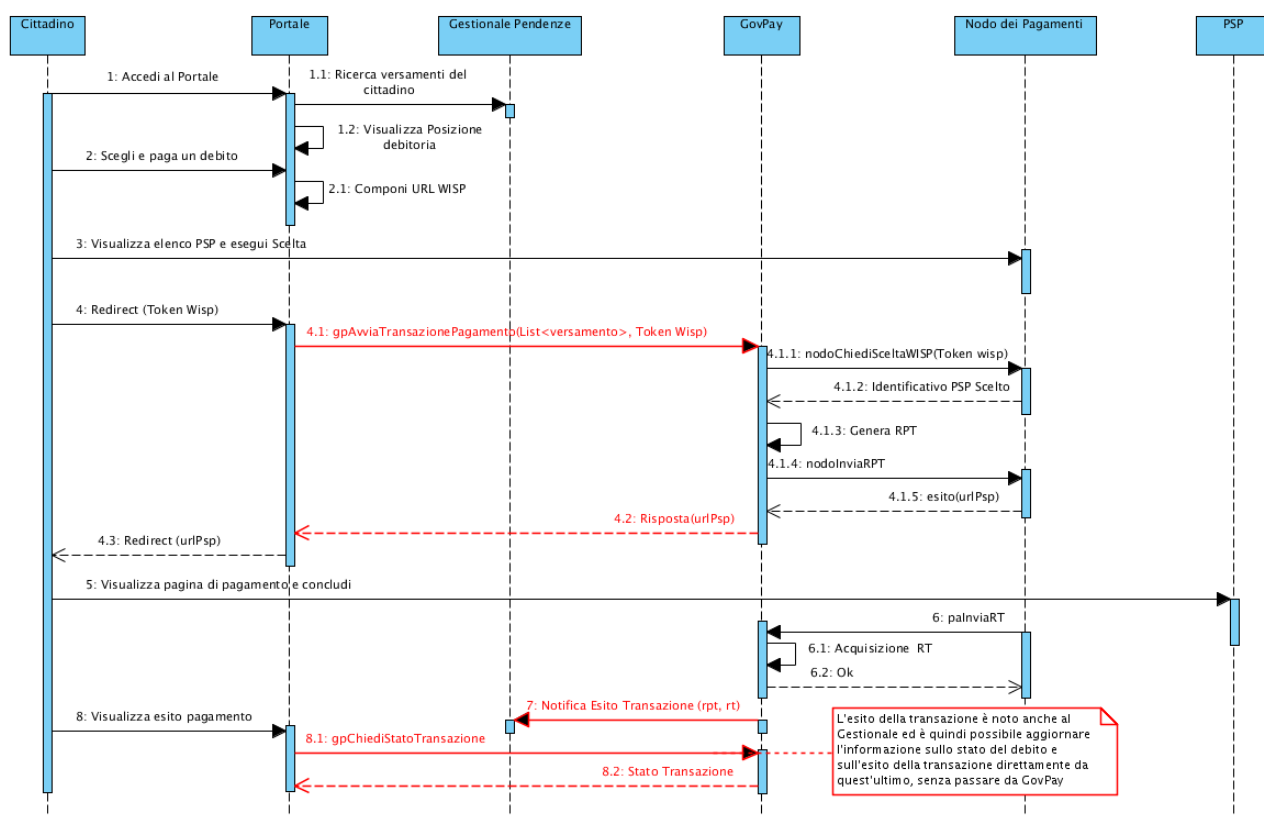 Cittadino
Portale
Gestionale Pendenze
GovPay
Nodo dei Pagamenti
PSP
1: Accedi al Portale
1.1: Ricerca versamenti del
cittadino
1.2: Visualizza Posizione
debitoria
2: Scegli e paga un debito
2.1: Componi URL WISP
3: Visualizza elenco PSP e esegui Scelta
4: Redirect (Token Wisp)
4.1: gpAvviaTransazionePagamento(List<versamento>, Token Wisp)
4.1.1: nodoChiediSceltaWISP(Token wisp)
4.1.2: Identificativo PSP Scelto
4.1.3: Genera RPT
4.1.4: nodoInviaRPT
4.1.5: esito(urlPsp)
4.2: Risposta(urlPsp)
4.3: Redirect (urlPsp)
5: Visualizza pagina di pagamento e concludi
6: paInviaRT
6.1: Acquisizione RT
6.2: Ok
7: Notifica Esito Transazione (rpt, rt)
8: Visualizza esito pagamento
8.1: gpChiediStatoTransazione
8.2: Stato Transazione
L'esito della transazione è noto anche al
Gestionale ed è quindi possibile aggiornare
l'informazione sullo stato del debito e
sull'esito della transazione direttamente da
quest'ultimo, senza passare da GovPay